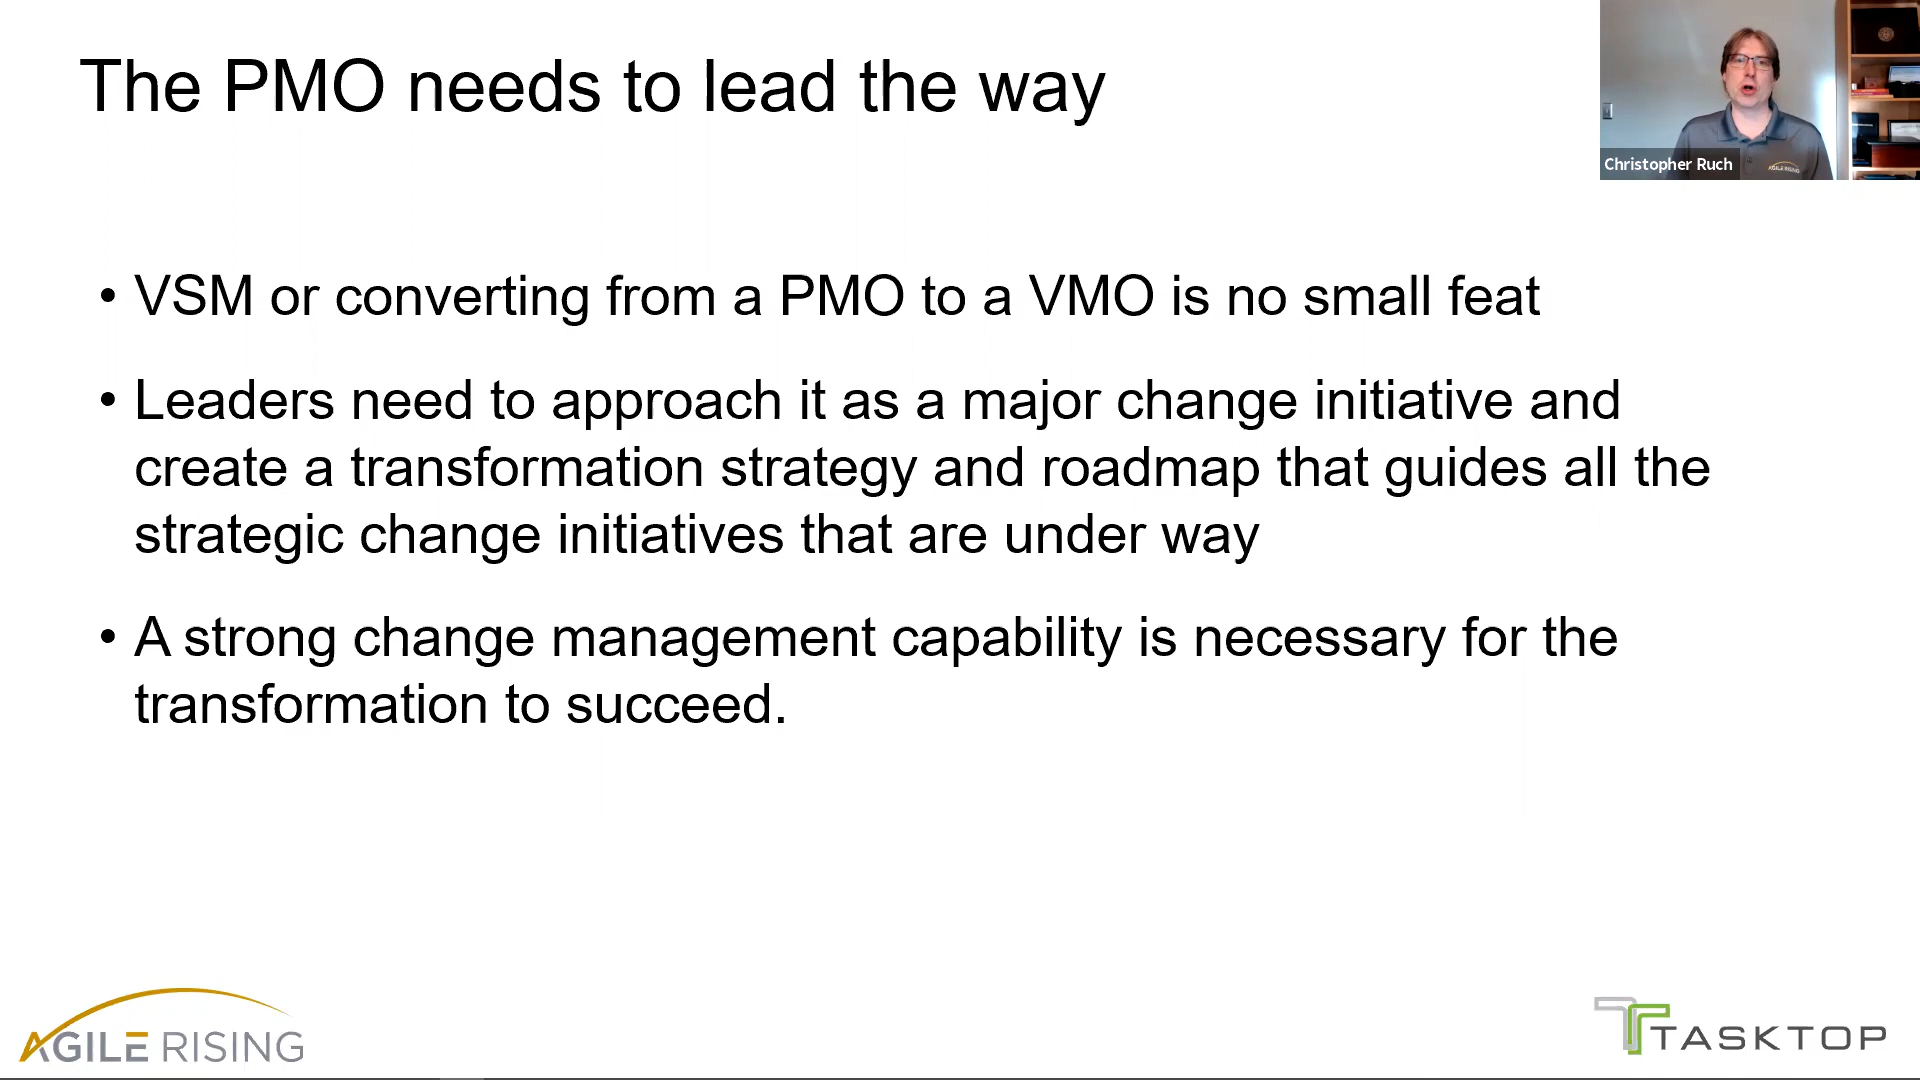 The PMO needs to lead the way
Christopher Ruch
AGILE RISING
• VSM or converting from a PMO to a VMO is no small feat
• Leaders need to approach it as a major change initiative and
create a transformation strategy and roadmap that guides all the
strategic change initiatives that are under way
• A strong change management capability is necessary for the
transformation to succeed.
AGILE RISING
TASKTOP